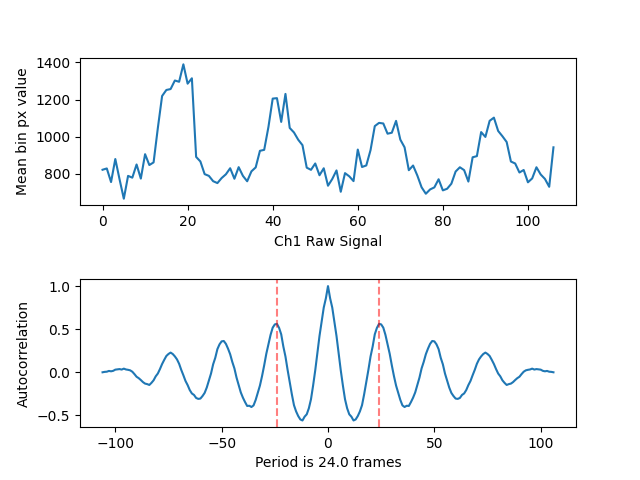 1400
1200
1000
800
Mean bin px value
0 20 40 60 80 100
Ch1 Raw Signal
1.0
0.5
0.0
−0.5
Autocorrelation
−100 −50 0 50 100
Period is 24.0 frames